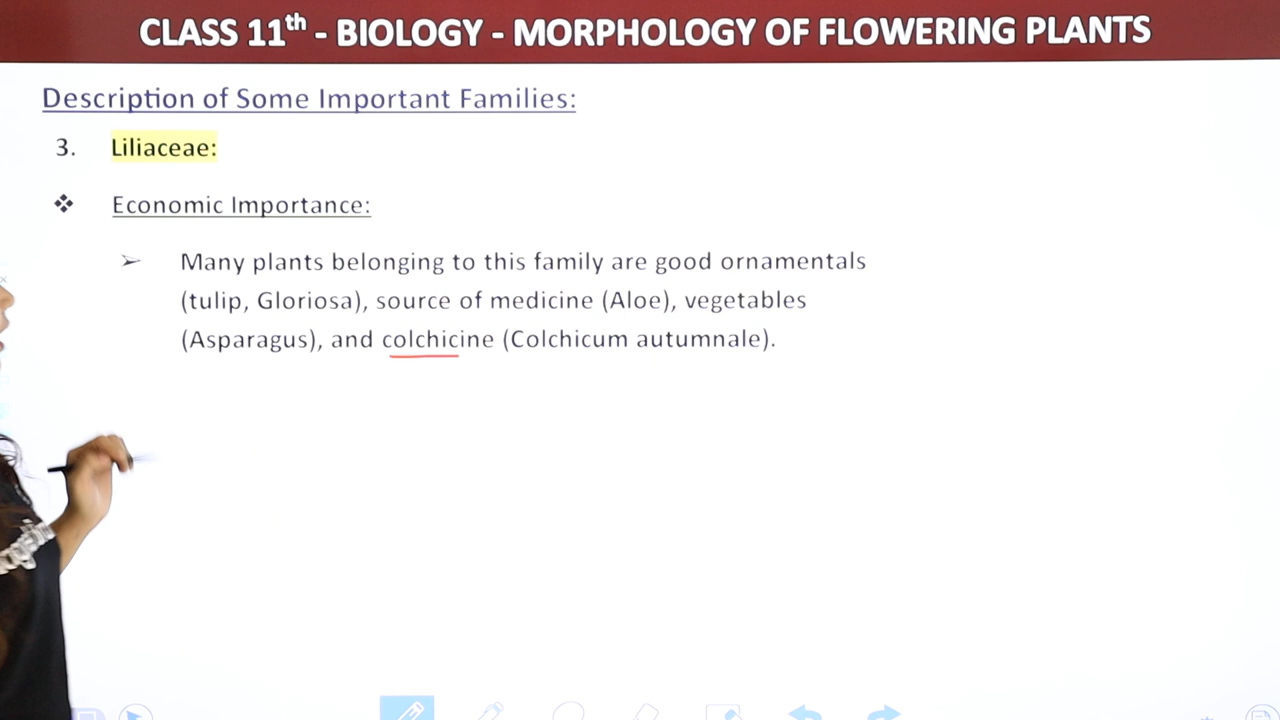 CLASS 11th - BIOLOGY - MORPHOLOGY OF FLOWERING PLANTS
Description of Some Important Families:
3. Liliaceae:
❖ Economic Importance:
➢ Many plants belonging to this family are good ornamentals
(tulip, Gloriosa), source of medicine (Aloe), vegetables
(Asparagus), and colchicine (Colchicum autumnale).